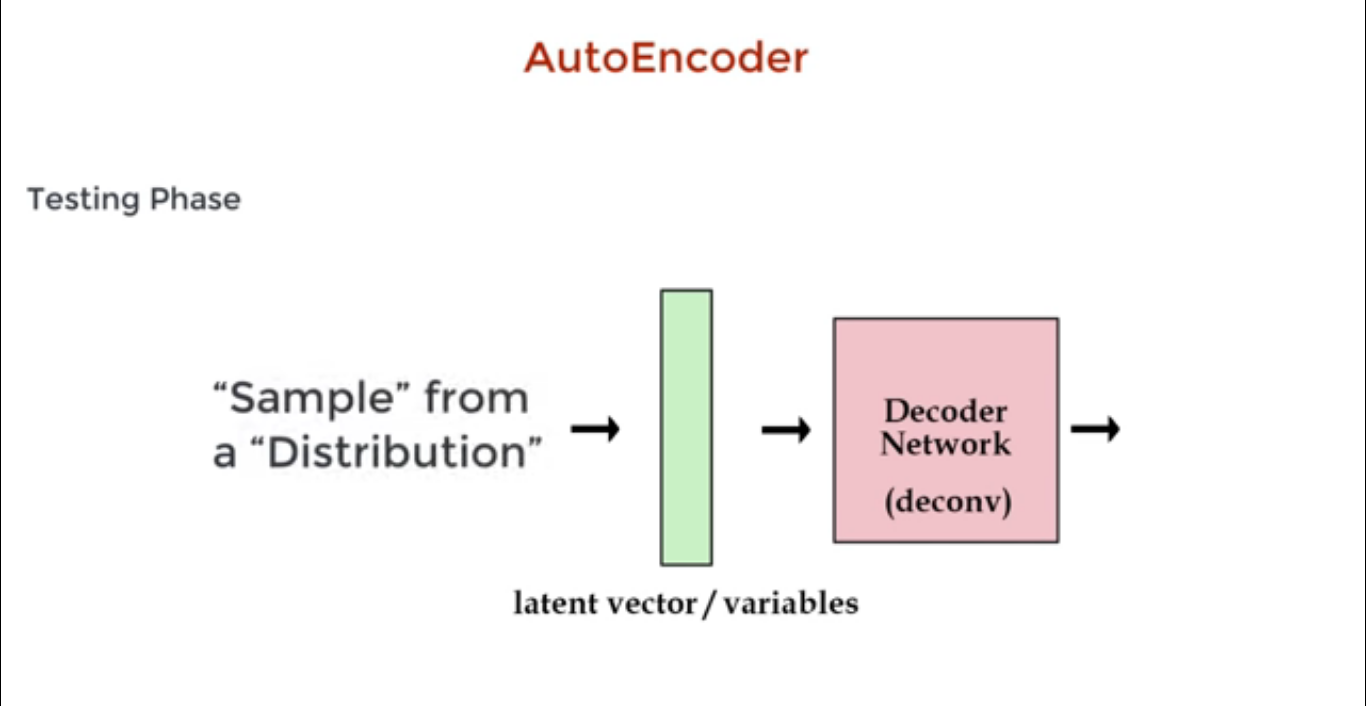 AutoEncoder
Testing Phase
“Sample” from
a “Distribution”
Decoder
Network
(deconv)
latent vector / variables